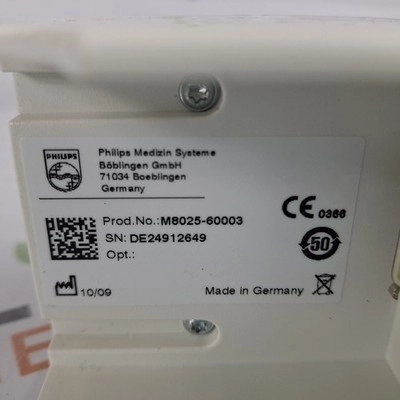 PHILIPS
Philips Medizin Systeme
Böblingen GmbH
71034 Boeblingen
Germany
Prod.No.: M8025-60003
SN: DE24912649
Opt.:
CE 0366
50
10/09
Made in Germany